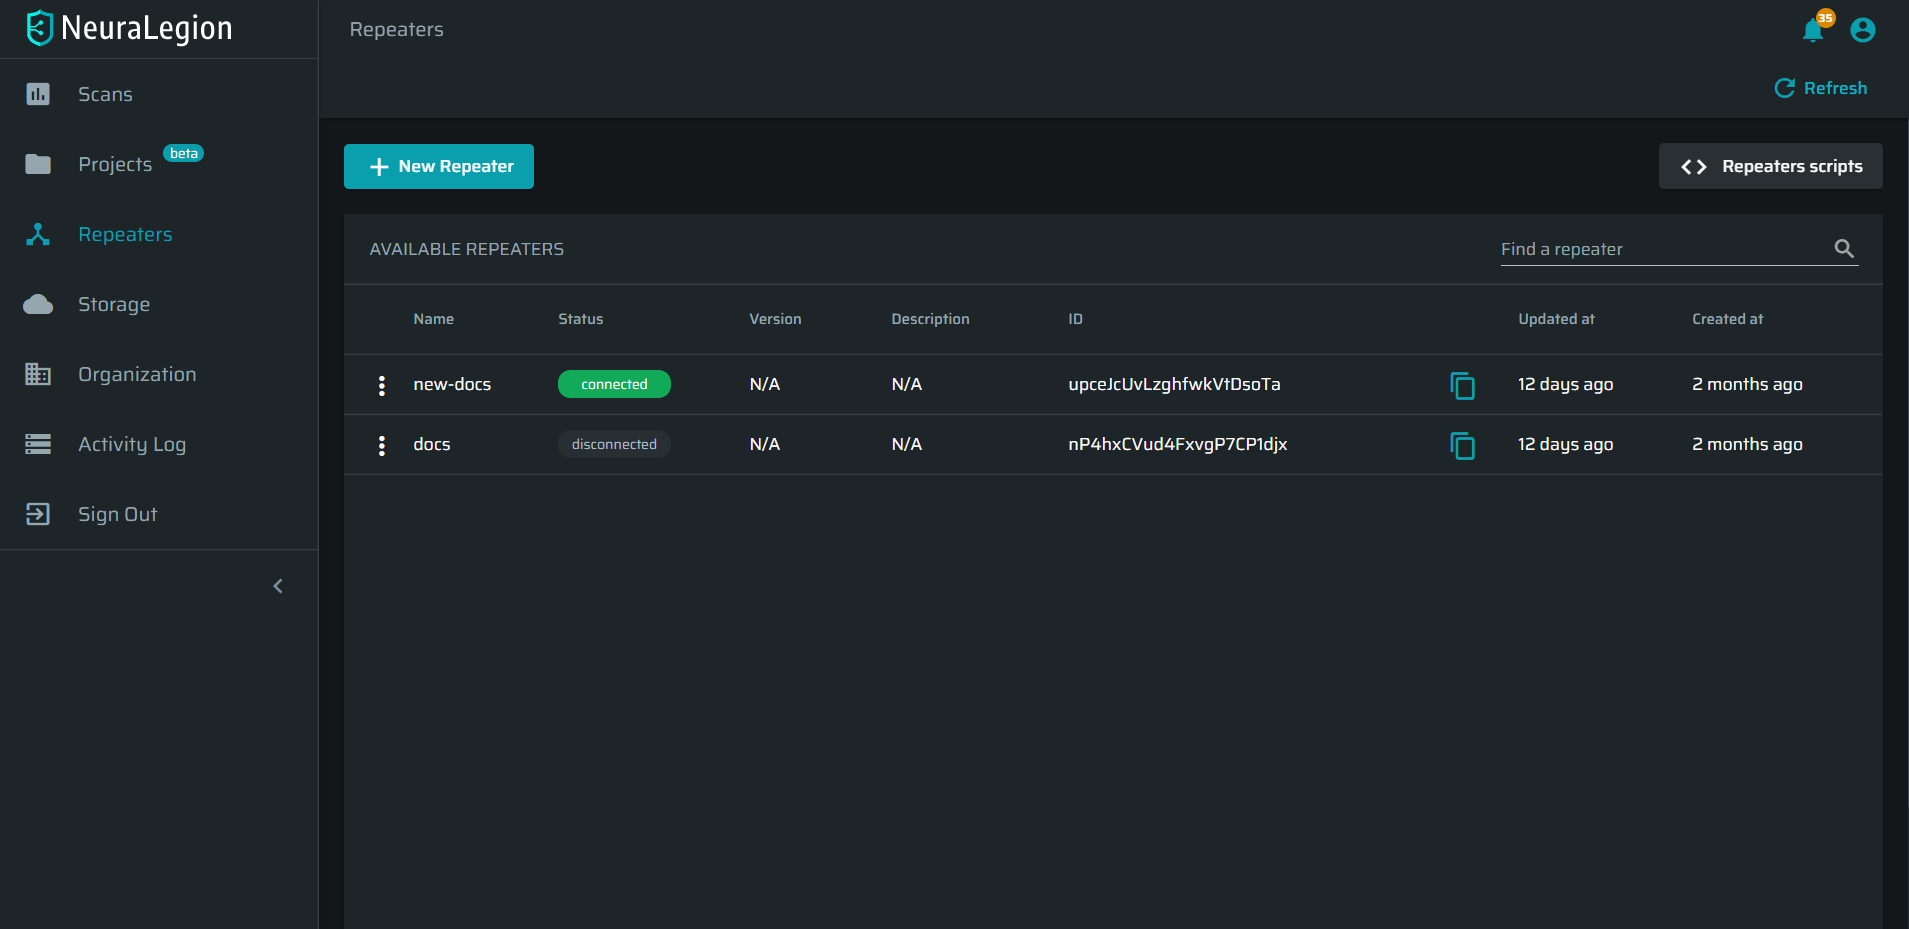 NeuraLegion
Scans
Projects beta
Repeaters
Storage
Organization
Activity Log
Sign Out
Repeaters
35
Refresh
New Repeater
Repeaters scripts
AVAILABLE REPEATERS
Find a repeater
Name Status Version Description ID Updated at Created at
new-docs connected N/A N/A upceJcUvLzghfwkVtDsoTa 12 days ago 2 months ago
docs disconnected N/A N/A nP4hxCVud4FxvgP7CP1djx 12 days ago 2 months ago